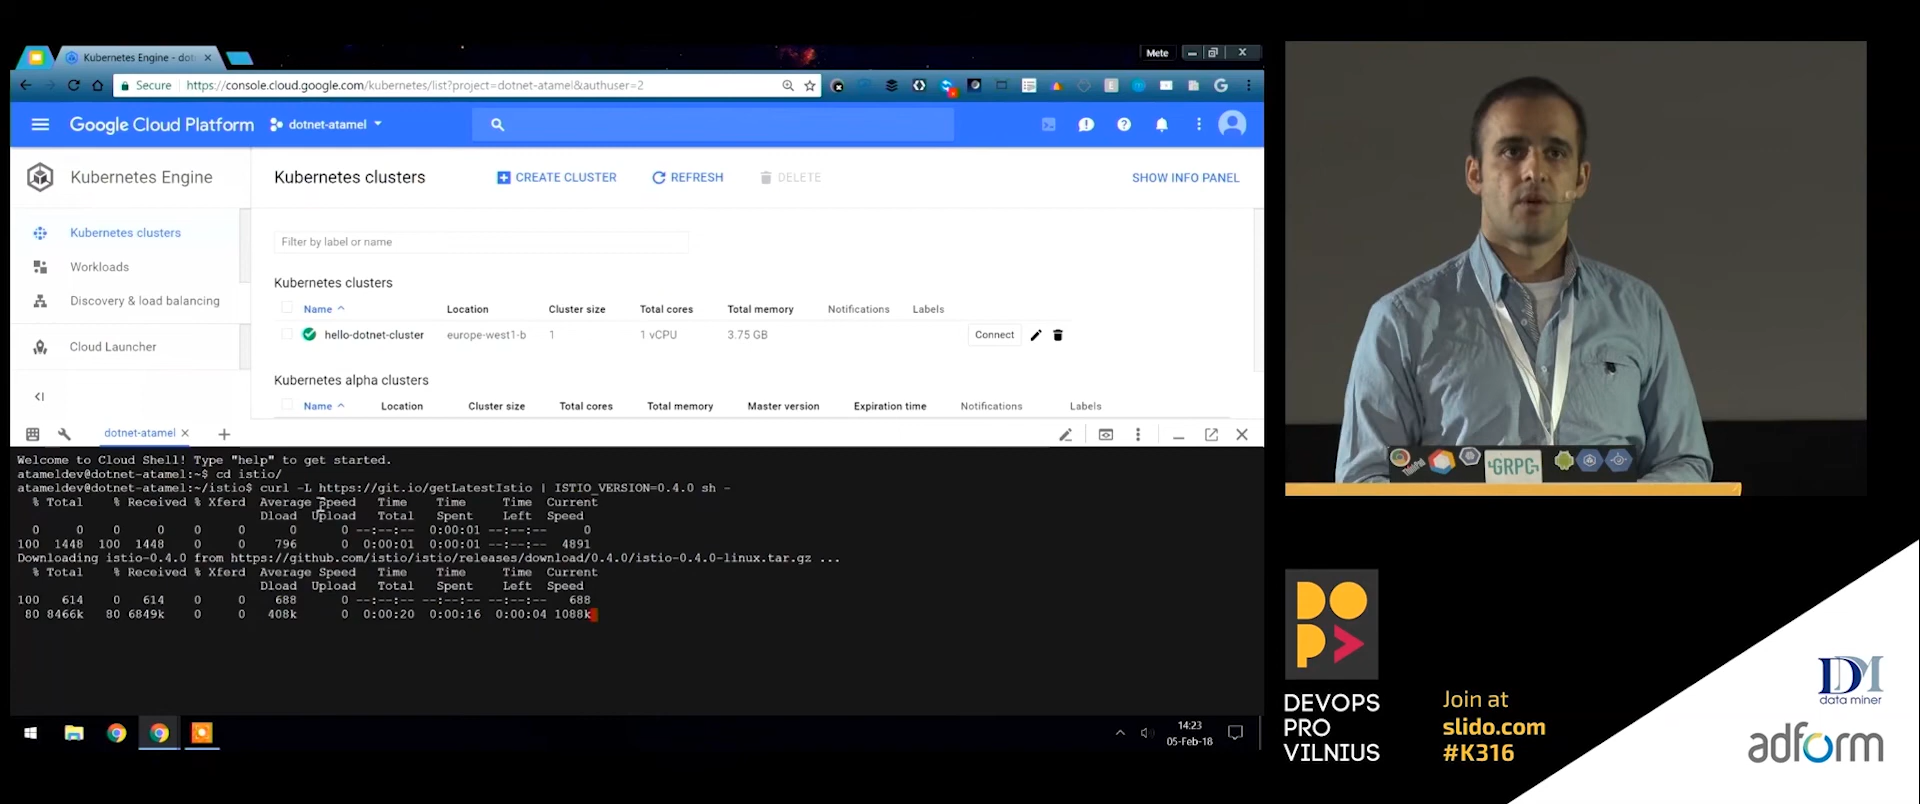 Kubernetes Engine - dot
Mete
Secure
https://console.cloud.google.com/kubernetes/list?project=dotnet-atamel&authuser=2
Google Cloud Platform
dotnet-atamel
Kubernetes Engine
Kubernetes clusters
CREATE CLUSTER
REFRESH
DELETE
SHOW INFO PANEL
Kubernetes clusters
Workloads
Discovery & load balancing
Cloud Launcher
Filter by label or name
Kubernetes clusters
Name Location Cluster size Total cores Total memory Notifications Labels
hello-dotnet-cluster europe-west1-b 1 1 vCPU 3.75 GB Connect
Kubernetes alpha clusters
Name Location Cluster size Total cores Total memory Master version Expiration time Notifications Labels
dotnet-atamel
Welcome to Cloud Shell! Type "help" to get started.
atameldev@dotnet-atamel:~$ cd istio/
atameldev@dotnet-atamel:~/istio$ curl -L https://git.io/getLatestIstio | ISTIO_VERSION=0.4.0 sh -
% Total % Received % Xferd Average Speed Time Time Time Current
Dload Upload Total Spent Left Speed
0 0 0 0 0 0 0 0 --:--:-- 0:00:01 --:--:-- 0
100 1448 100 1448 0 0 796 0 0:00:01 0:00:01 --:--:-- 4891
Downloading istio-0.4.0 from https://github.com/istio/istio/releases/download/0.4.0/istio-0.4.0-linux.tar.gz ...
% Total % Received % Xferd Average Speed Time Time Time Current
Dload Upload Total Spent Left Speed
100 614 0 614 0 0 688 0 --:--:-- --:--:-- --:--:-- 688
80 8466k 80 6849k 0 0 408k 0 0:00:20 0:00:16 0:00:04 1088k
14:23
05-Feb-18
ThinkPad
GRPC
DO
P>
DEVOPS
PRO
VILNIUS
Join at
slido.com
#K316
DM
data miner
adform